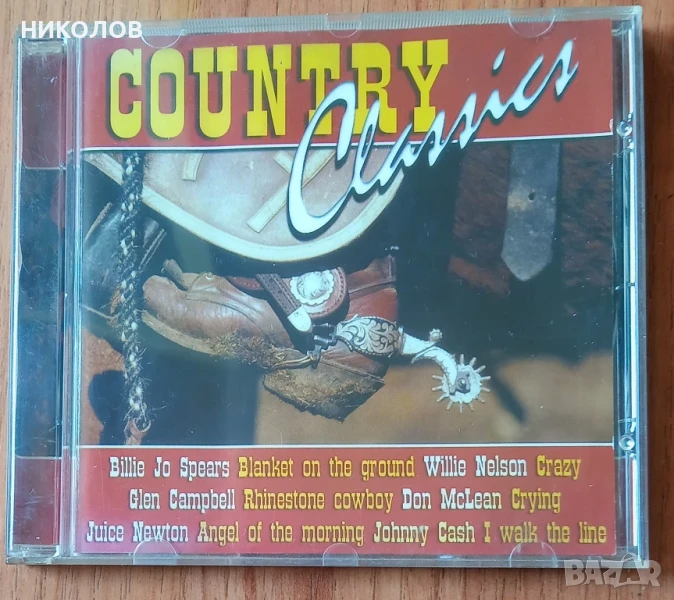 НИКОЛОВ
COUNTRY
Classics
Billie Jo Spears Blanket on the ground Willie Nelson Crazy
Glen Campbell Rhinestone cowboy Don McLean Crying
Juice Newton Angel of the morning Johnny Cash I walk the line
BAZAR